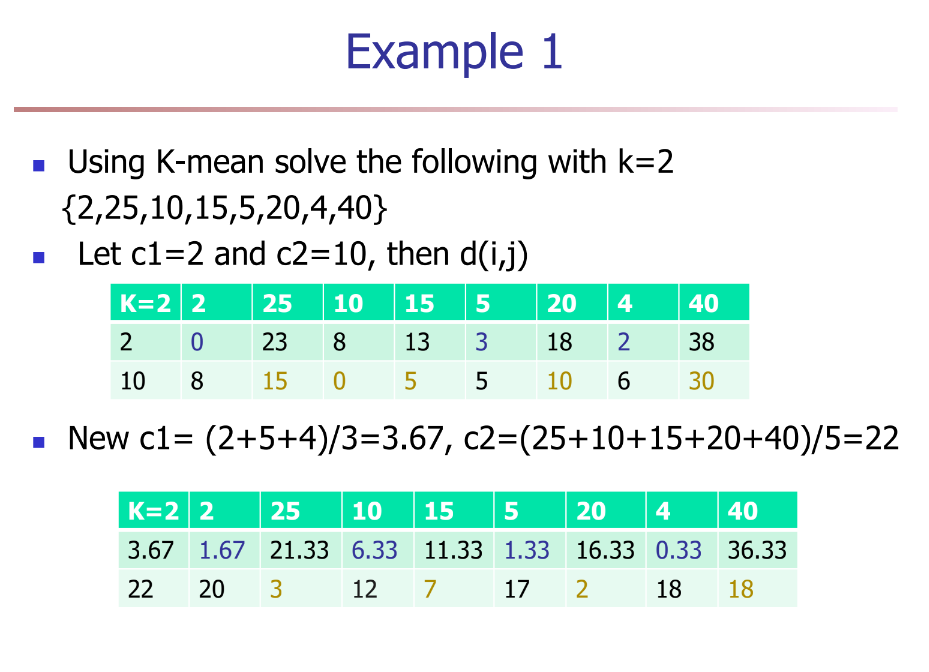 Example 1
Using K-mean solve the following with k=2
{2,25,10,15,5,20,4,40}
Let c1=2 and c2=10, then d(i,j)
K=2 2 25 10 15 5 20 4 40
2 0 23 8 13 3 18 2 38
10 8 15 0 5 5 10 6 30
New c1= (2+5+4)/3=3.67, c2=(25+10+15+20+40)/5=22
K=2 2 25 10 15 5 20 4 40
3.67 1.67 21.33 6.33 11.33 1.33 16.33 0.33 36.33
22 20 3 12 7 17 2 18 18